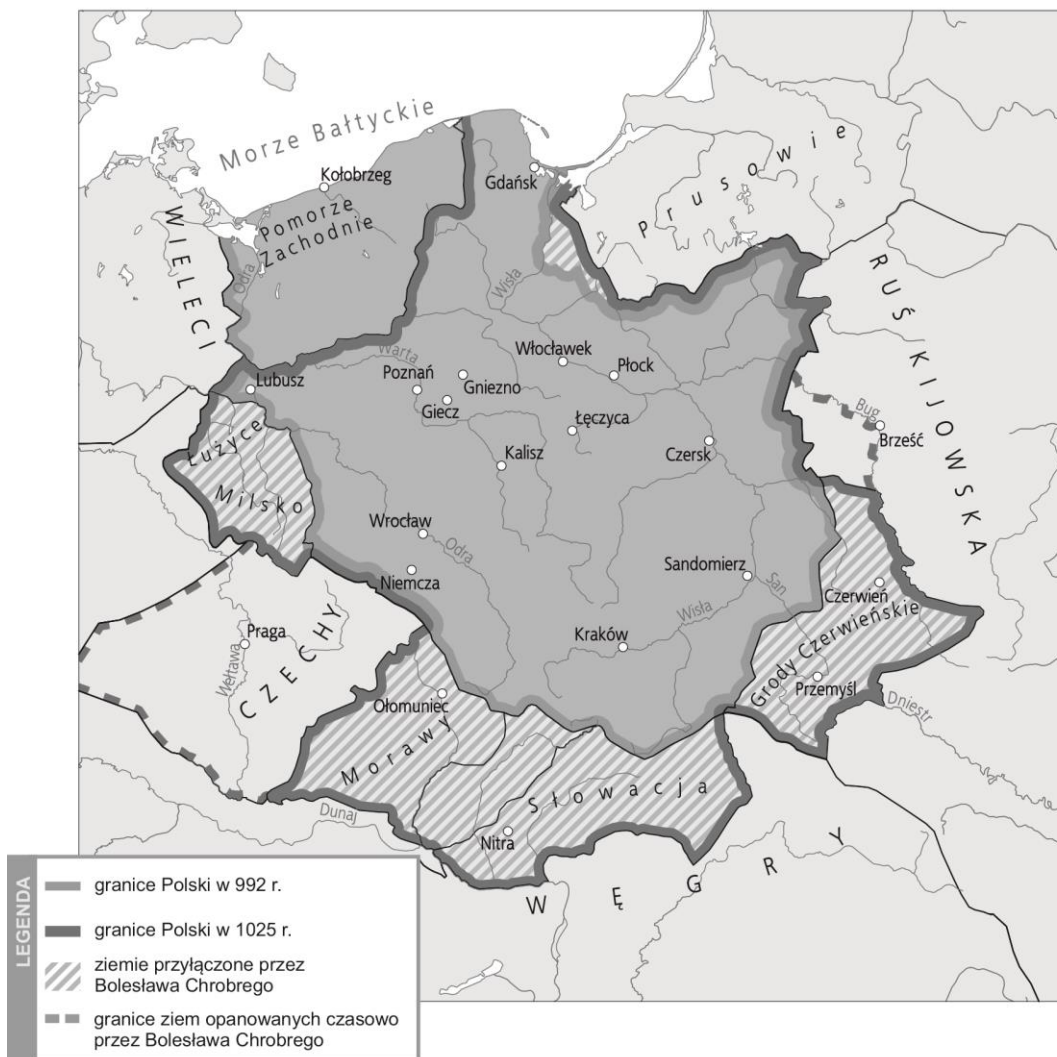 Morze Bałtyckie
Kołobrzeg
Gdańsk
Prusowie
Pomorze
Zachodnie
WIELECI
Odra
Wisła
RUŚ KIJOWSKA
Włocławek
Płock
Warta
Poznań
Gniezno
Lubusz
Giecz
Łęczyca
Bug
Brześć
Łużyce
Kalisz
Czersk
Milsko
Wrocław
Odra
Niemcza
Sandomierz
San
Czerwień
Wisła
Kraków
Grody Czerwieńskie
Praga
Wełtawa
CZECHY
Przemyśl
Ołomuniec
Dniestr
Morawy
Słowacja
Dunaj
Nitra
WĘGRY
LEGENDA
granice Polski w 992 r.
granice Polski w 1025 r.
ziemie przyłączone przez
Bolesława Chrobrego
granice ziem opanowanych czasowo
przez Bolesława Chrobrego